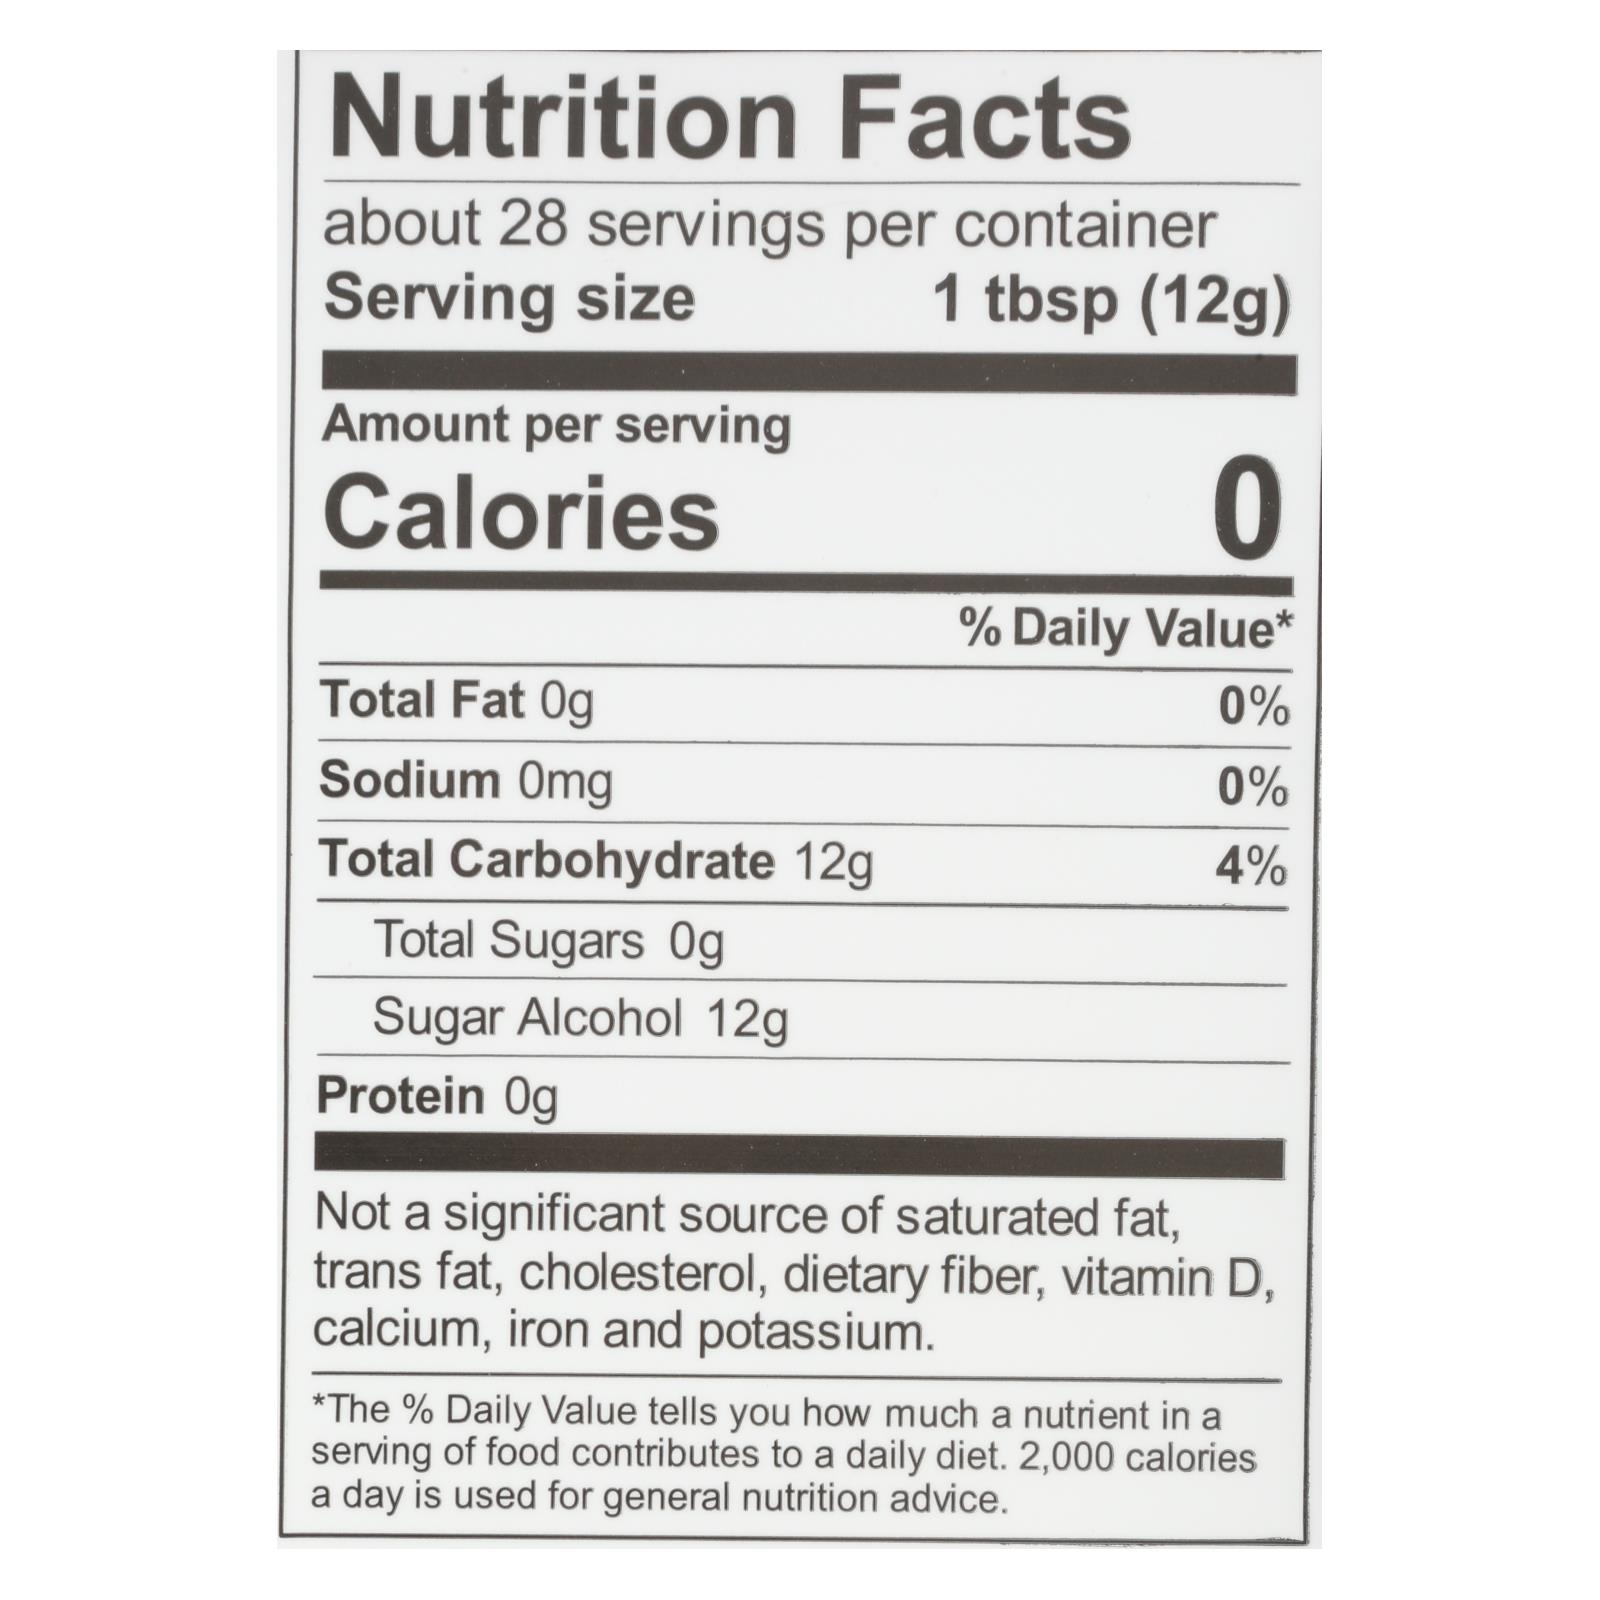 Nutrition Facts
about 28 servings per container
Serving size 1 tbsp (12g)
Amount per serving
Calories 0
% Daily Value*
Total Fat 0g 0%
Sodium 0mg 0%
Total Carbohydrate 12g 4%
Total Sugars 0g
Sugar Alcohol 12g
Protein 0g
Not a significant source of saturated fat,
trans fat, cholesterol, dietary fiber, vitamin D,
calcium, iron and potassium.
*The % Daily Value tells you how much a nutrient in a
serving of food contributes to a daily diet. 2,000 calories
a day is used for general nutrition advice.